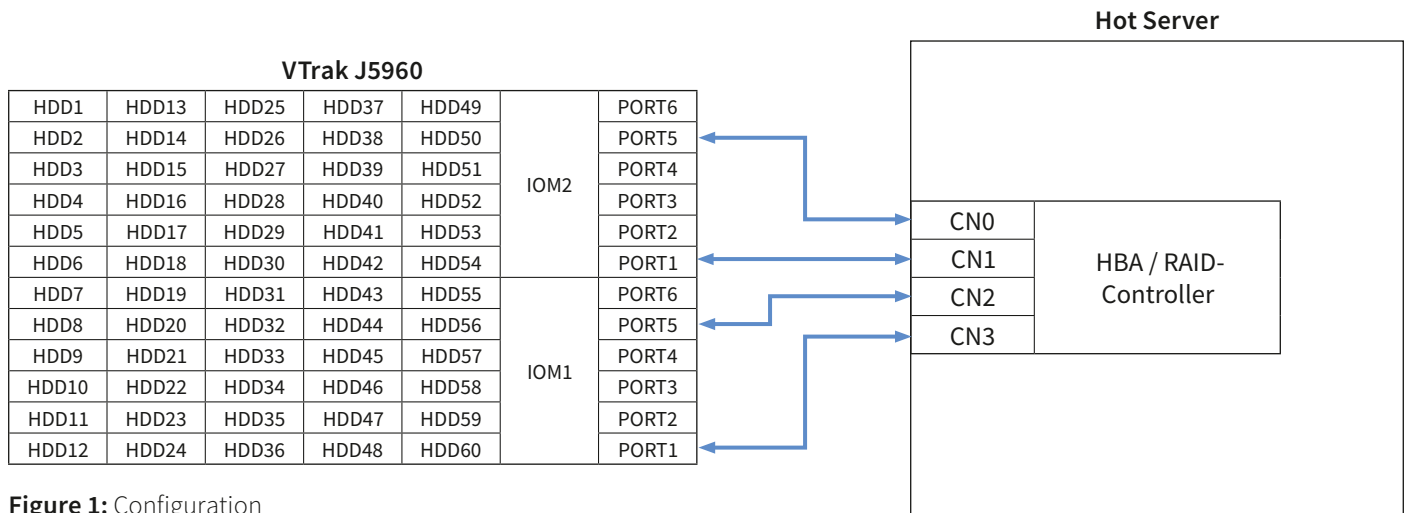 Hot Server
VTrak J5960
HDD1 HDD13 HDD25 HDD37 HDD49 PORT6
HDD2 HDD14 HDD26 HDD38 HDD50 PORT5
HDD3 HDD15 HDD27 HDD39 HDD51 PORT4
IOM2
HDD4 HDD16 HDD28 HDD40 HDD52 PORT3
HDD5 HDD17 HDD29 HDD41 HDD53 PORT2
HDD6 HDD18 HDD30 HDD42 HDD54 PORT1
HDD7 HDD19 HDD31 HDD43 HDD55 PORT6
HDD8 HDD20 HDD32 HDD44 HDD56 PORT5
HDD9 HDD21 HDD33 HDD45 HDD57 PORT4
IOM1
HDD10 HDD22 HDD34 HDD46 HDD58 PORT3
HDD11 HDD23 HDD35 HDD47 HDD59 PORT2
HDD12 HDD24 HDD36 HDD48 HDD60 PORT1
CN0
CN1
CN2
CN3
HBA / RAID-
Controller
Figure 1: Configuration